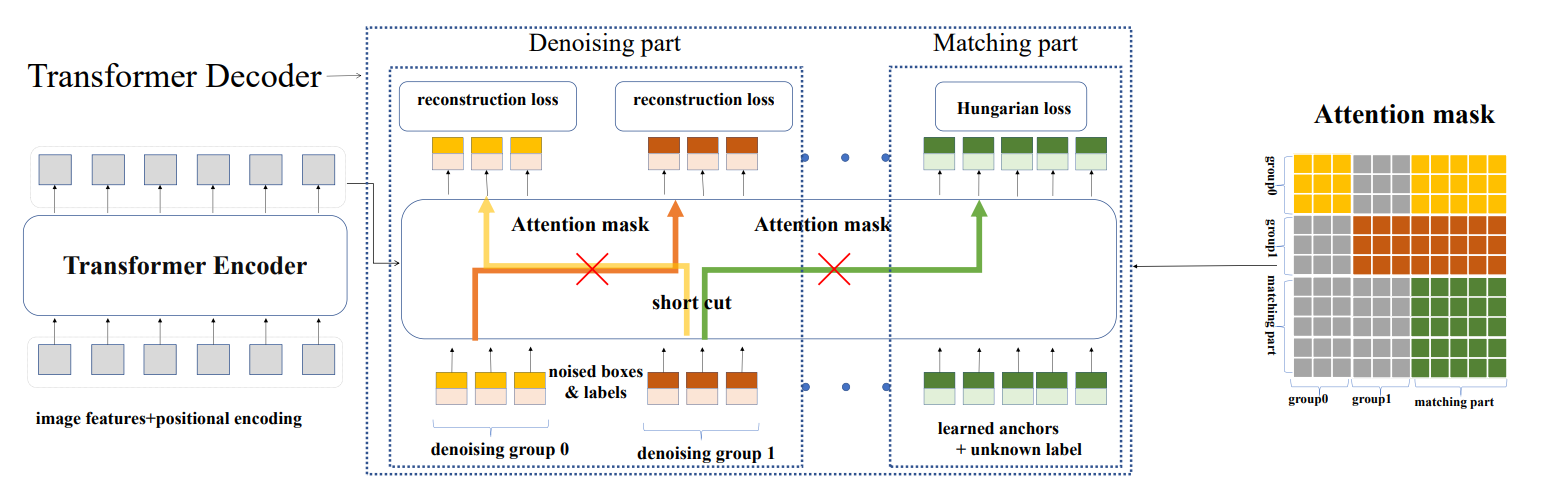 Denoising part
Matching part
Transformer Decoder
reconstruction loss
reconstruction loss
Hungarian loss
Attention mask
group0
group1
matching part
Attention mask
Attention mask
Transformer Encoder
short cut
noised boxes
& labels
image features+positional encoding
denoising group 0
denoising group 1
learned anchors
+ unknown label
group0
group1
matching part